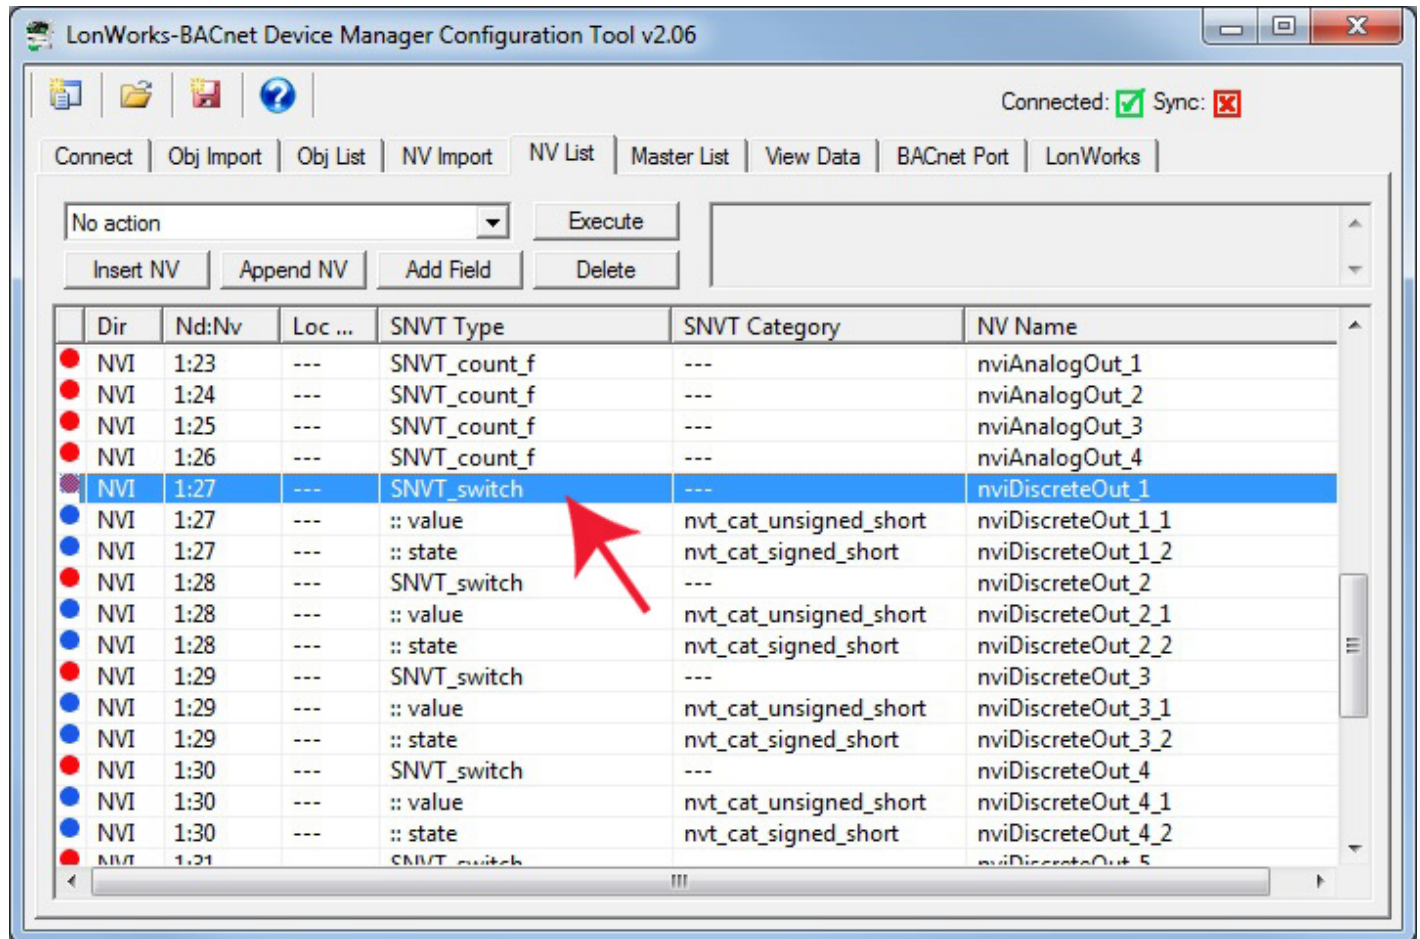 LonWorks-BACnet Device Manager Configuration Tool v2.06
Connected: Sync:
Connect Obj Import Obj List NV Import NV List Master List View Data BACnet Port LonWorks
No action Execute
Insert NV Append NV Add Field Delete
Dir Nd:Nv Loc ... SNVT Type SNVT Category NV Name
NVI 1:23 --- SNVT_count_f --- nviAnalogOut_1
NVI 1:24 --- SNVT_count_f --- nviAnalogOut_2
NVI 1:25 --- SNVT_count_f --- nviAnalogOut_3
NVI 1:26 --- SNVT_count_f --- nviAnalogOut_4
NVI 1:27 --- SNVT_switch --- nviDiscreteOut_1
NVI 1:27 --- :: value nvt_cat_unsigned_short nviDiscreteOut_1_1
NVI 1:27 --- :: state nvt_cat_signed_short nviDiscreteOut_1_2
NVI 1:28 --- SNVT_switch --- nviDiscreteOut_2
NVI 1:28 --- :: value nvt_cat_unsigned_short nviDiscreteOut_2_1
NVI 1:28 --- :: state nvt_cat_signed_short nviDiscreteOut_2_2
NVI 1:29 --- SNVT_switch --- nviDiscreteOut_3
NVI 1:29 --- :: value nvt_cat_unsigned_short nviDiscreteOut_3_1
NVI 1:29 --- :: state nvt_cat_signed_short nviDiscreteOut_3_2
NVI 1:30 --- SNVT_switch --- nviDiscreteOut_4
NVI 1:30 --- :: value nvt_cat_unsigned_short nviDiscreteOut_4_1
NVI 1:30 --- :: state nvt_cat_signed_short nviDiscreteOut_4_2
NVI 1:31 SNVT_switch nviDiscreteOut_5